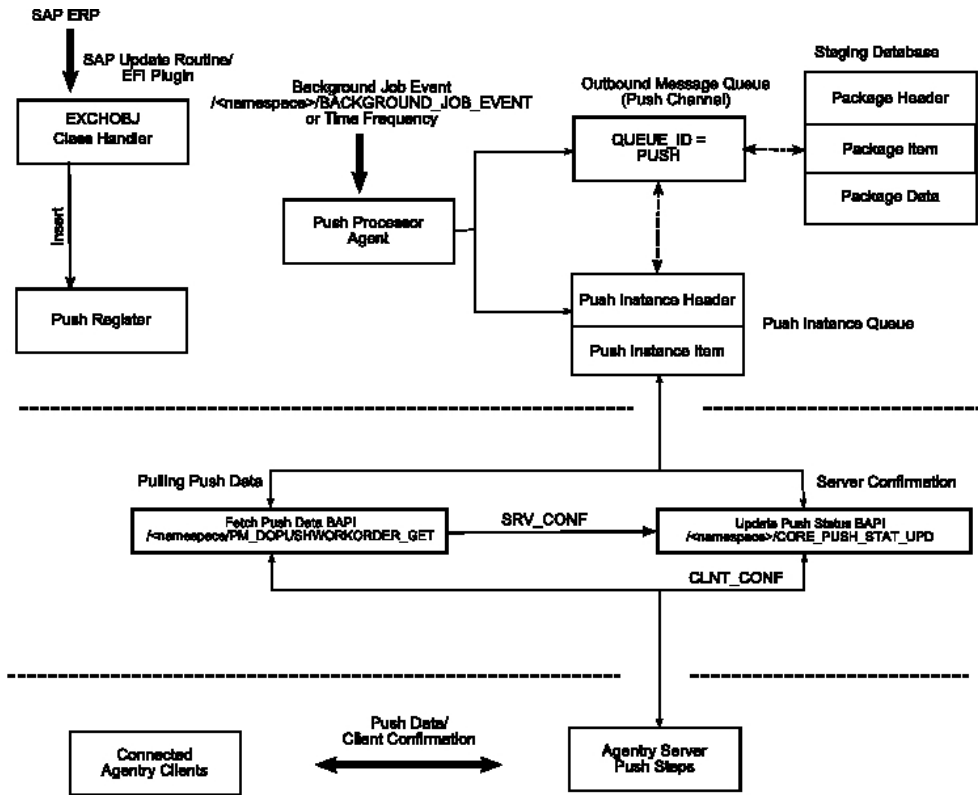 SAP ERP
SAP Update Routine/
EFI Plugin
EXCHOBJ
Class Handler
Insert
Push Register
Background Job Event
/<namespace>/BACKGROUND_JOB_EVENT
or Time Frequency
Push Processor
Agent
Outbound Message Queue
(Push Channel)
QUEUE_ID =
PUSH
Staging Database
Package Header
Package Item
Package Data
Push Instance Header
Push Instance Item
Push Instance Queue
Pulling Push Data
Server Confirmation
Fetch Push Data BAPI
/<namespace/PM_DOPUSHWORKORDER_GET
SRV_CONF
Update Push Status BAPI
/<namespace>/CORE_PUSH_STAT_UPD
CLNT_CONF
Connected
Agentry Clients
Push Data/
Client Confirmation
Agentry Server
Push Steps